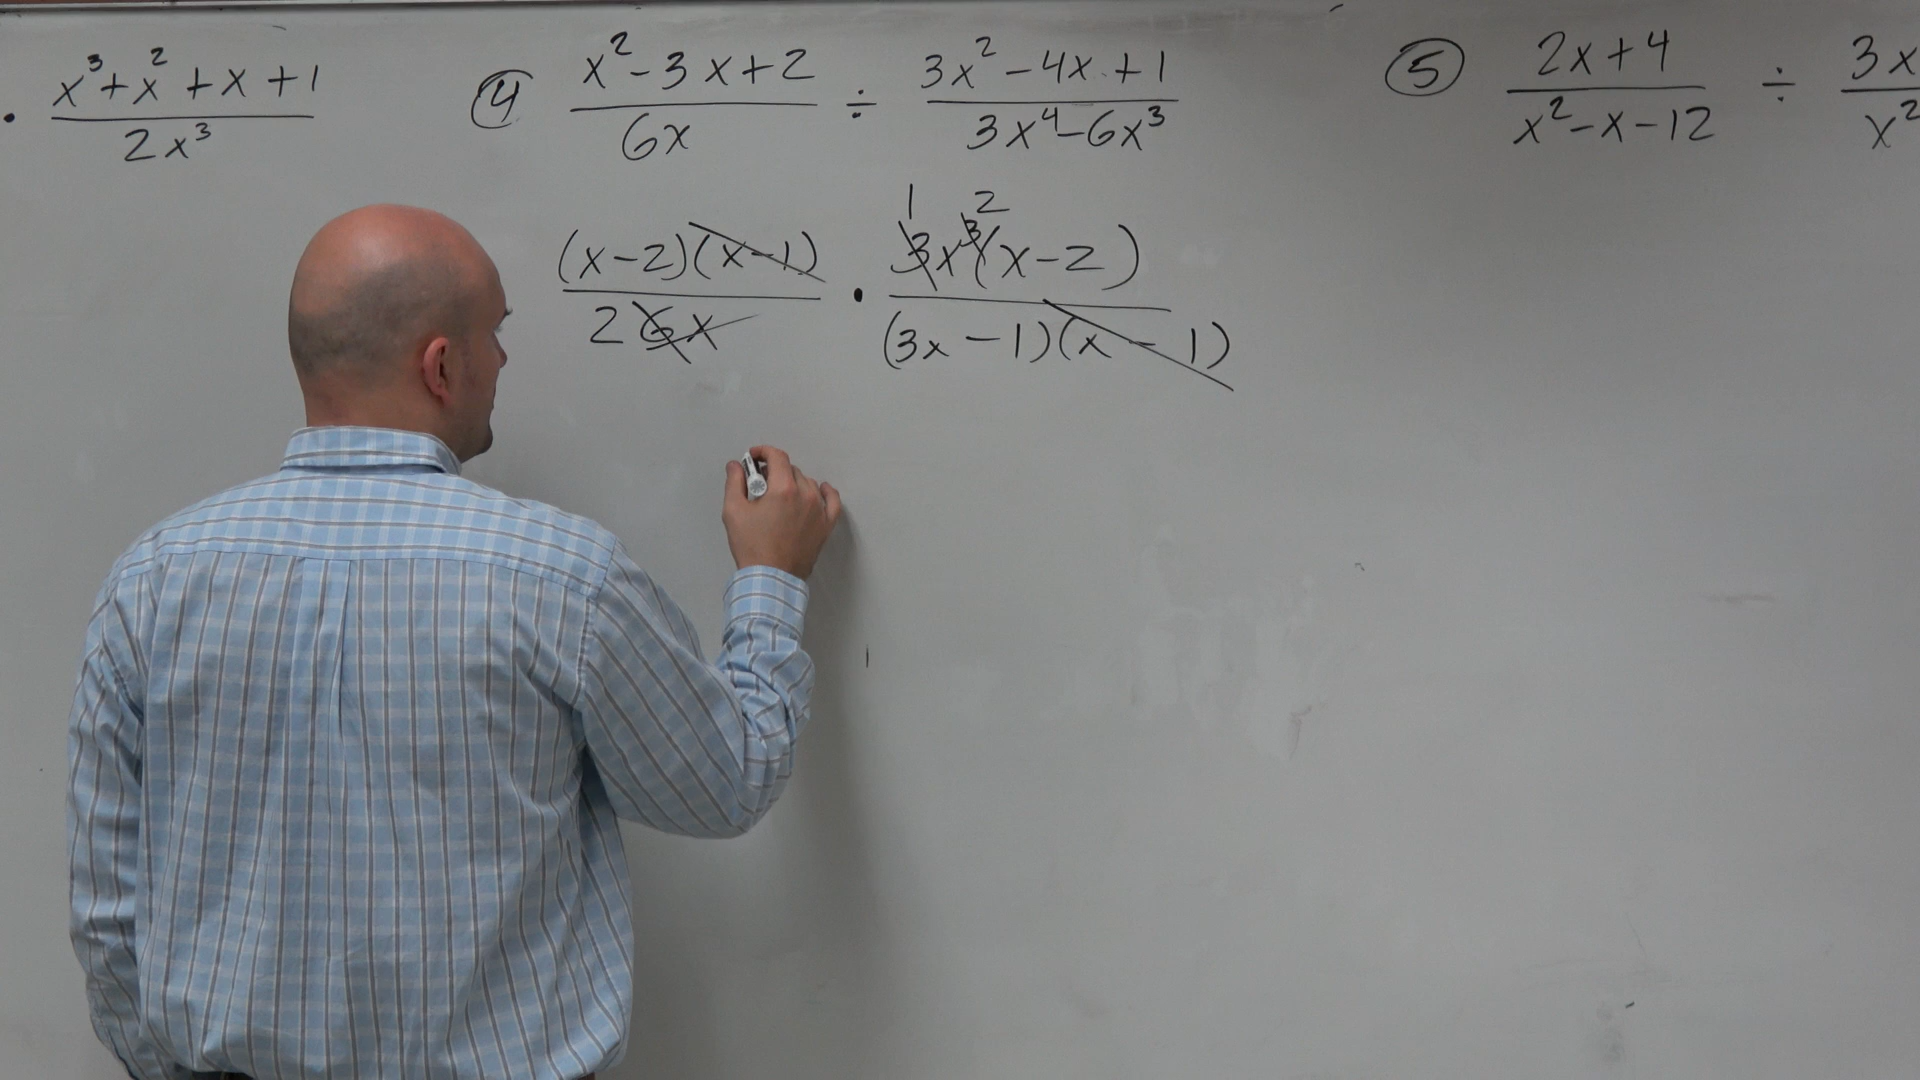 · x³+x²+x+1 / 2x³
④ x²-3x+2 / 6x ÷ 3x²-4x+1 / 3x⁴-6x³
(x-2)(x-1) / 2 6x · 1 3x³ 2 (x-2) / (3x-1)(x-1)
⑤ 2x+4 / x²-x-12 ÷ 3x / x²